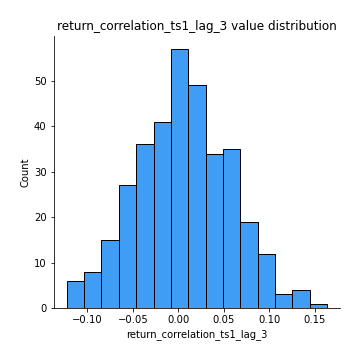 return_correlation_ts1_lag_3 value distribution
Count
50
40
30
20
10
0
−0.10 −0.05 0.00 0.05 0.10 0.15
return_correlation_ts1_lag_3